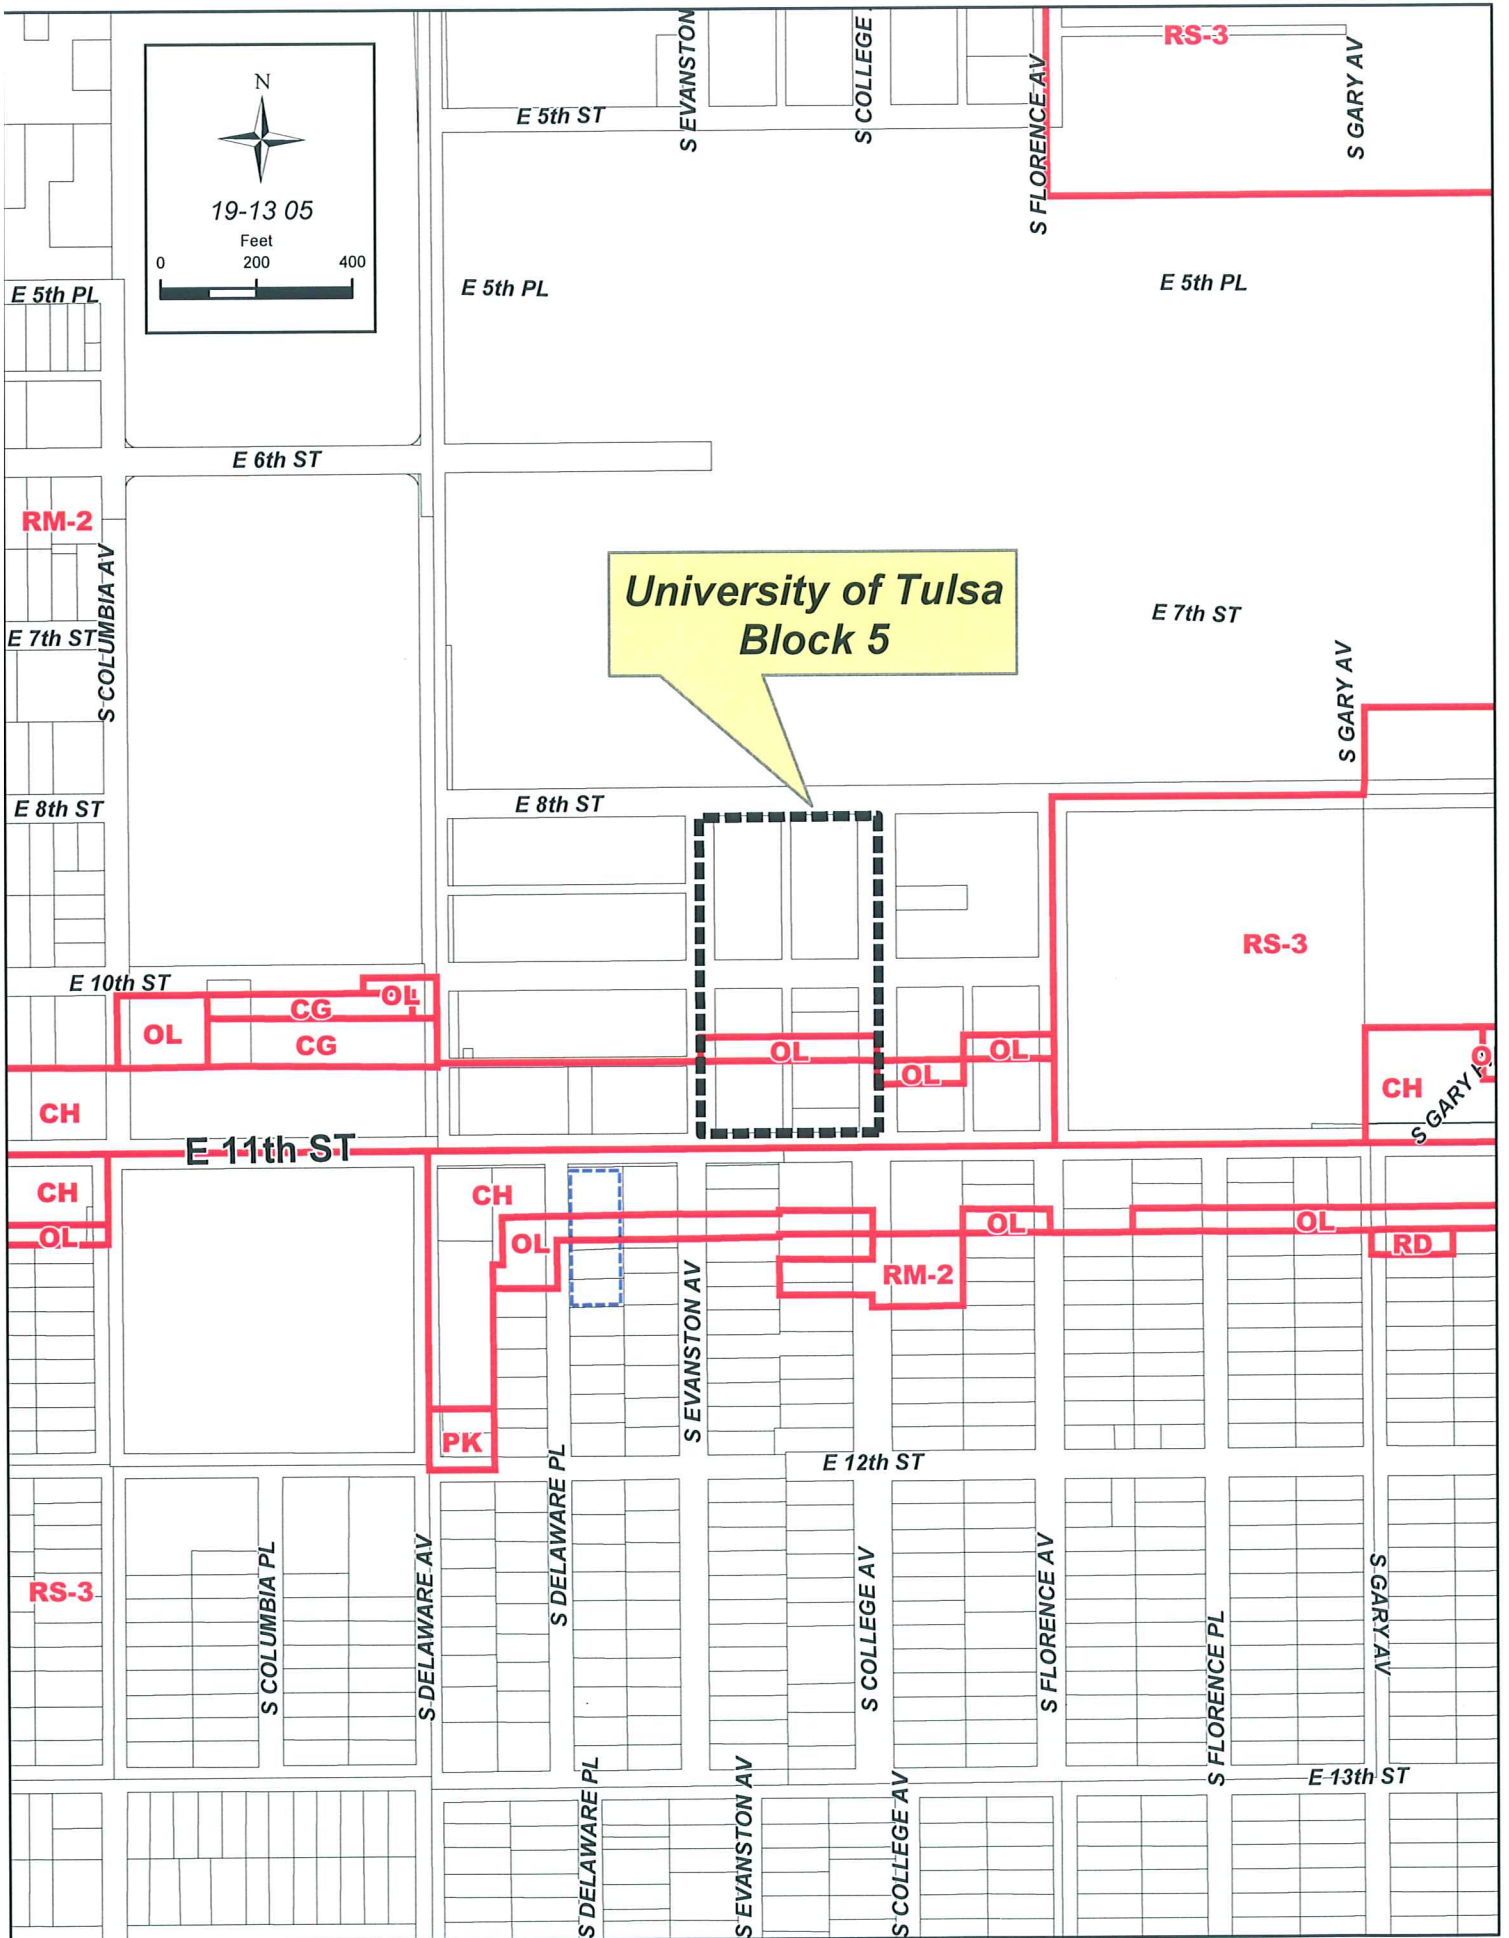 S EVANSTON
S COLLEGE
S FLORENCE AV
RS-3
S GARY AV
N
19-13 05
Feet
0 200 400
E 5th ST
E 5th PL
E 5th PL
E 5th PL
E 6th ST
RM-2
S COLUMBIA AV
University of Tulsa
Block 5
E 7th ST
E 7th ST
S GARY AV
E 8th ST
E 8th ST
RS-3
E 10th ST
OL
CG
OL
CG
OL
OL
OL
CH
O
S GARY
CH
E 11th ST
CH
CH
OL
OL
OL
OL
RD
RM-2
S EVANSTON AV
PK
E 12th ST
S DELAWARE PL
RS-3
S COLUMBIA PL
S DELAWARE AV
S COLLEGE AV
S FLORENCE AV
S FLORENCE PL
S GARY AV
E 13th ST
S DELAWARE PL
S EVANSTON AV
S COLLEGE AV